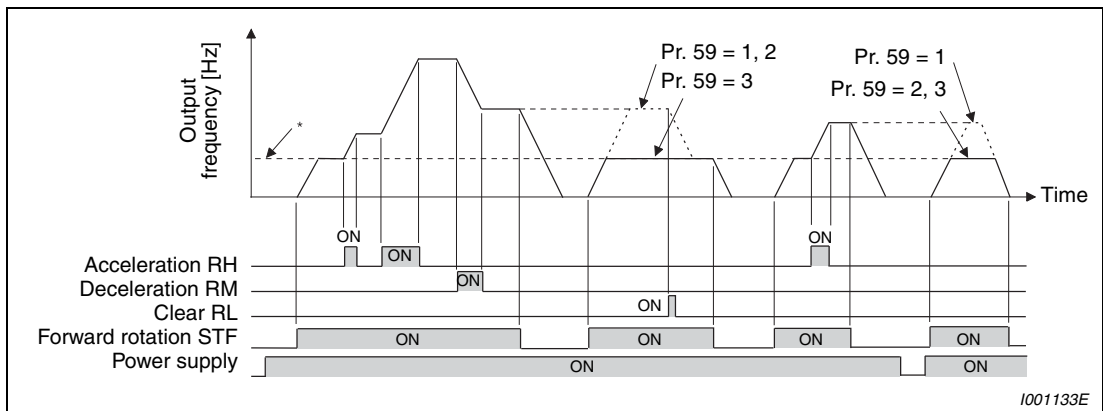 Output
frequency [Hz]
*
Pr. 59 = 1, 2
Pr. 59 = 3
Pr. 59 = 1
Pr. 59 = 2, 3
Time
ON
ON
ON
Acceleration RH
ON
Deceleration RM
ON
Clear RL
ON
ON
ON
ON
Forward rotation STF
ON
ON
Power supply
I001133E